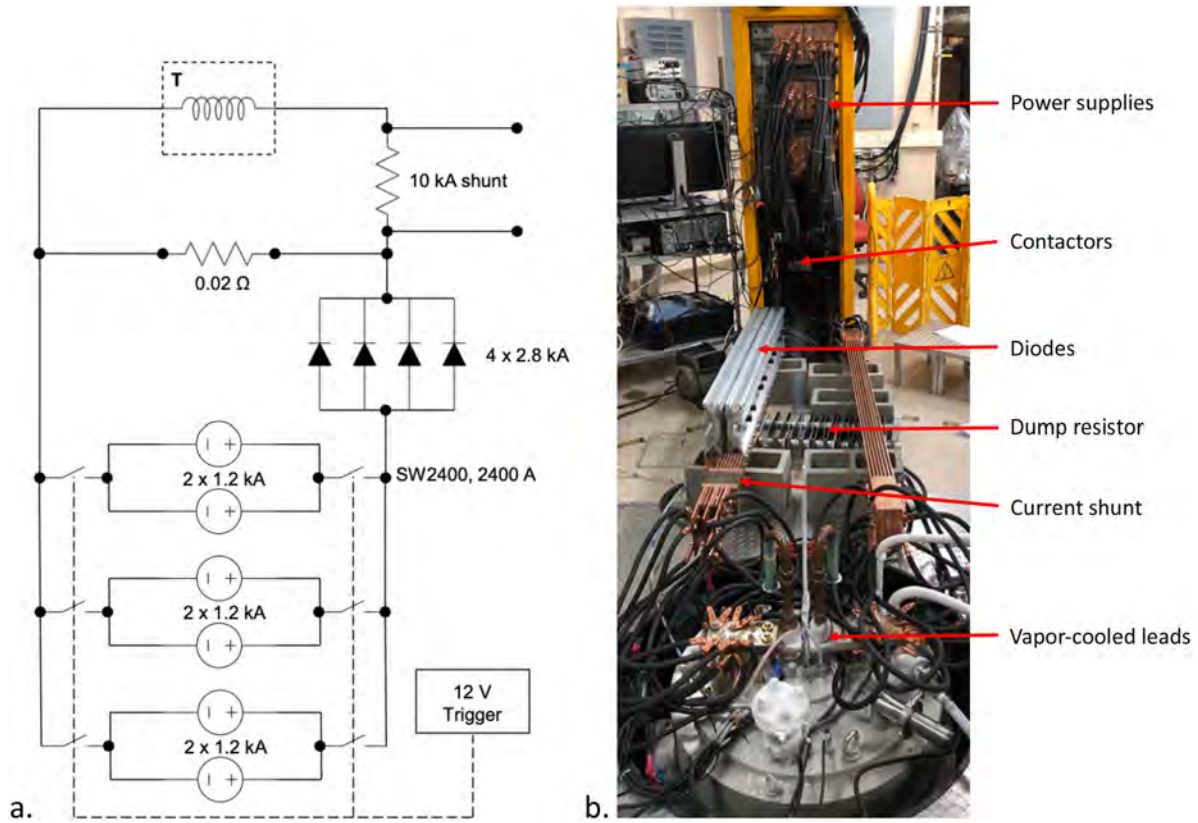 T
10 kA shunt
0.02 Ω
4 x 2.8 kA
− +
2 x 1.2 kA
− +
SW2400, 2400 A
− +
2 x 1.2 kA
− +
− +
2 x 1.2 kA
− +
12 V
Trigger
a.
Power supplies
Contactors
Diodes
Dump resistor
Current shunt
Vapor-cooled leads
b.